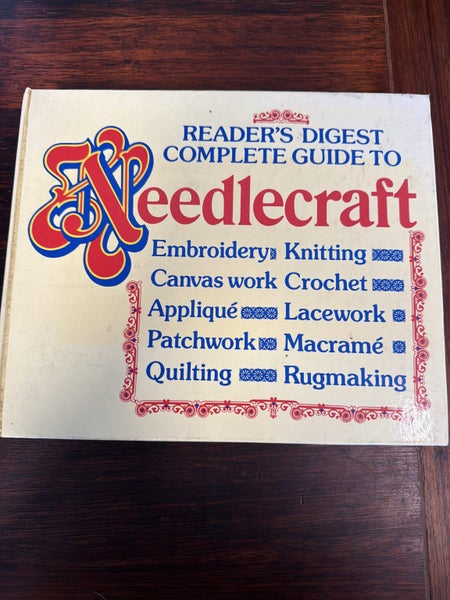 READER'S DIGEST
COMPLETE GUIDE TO
Needlecraft
Embroidery Knitting
Canvas work Crochet
Appliqué Lacework
Patchwork Macramé
Quilting Rugmaking